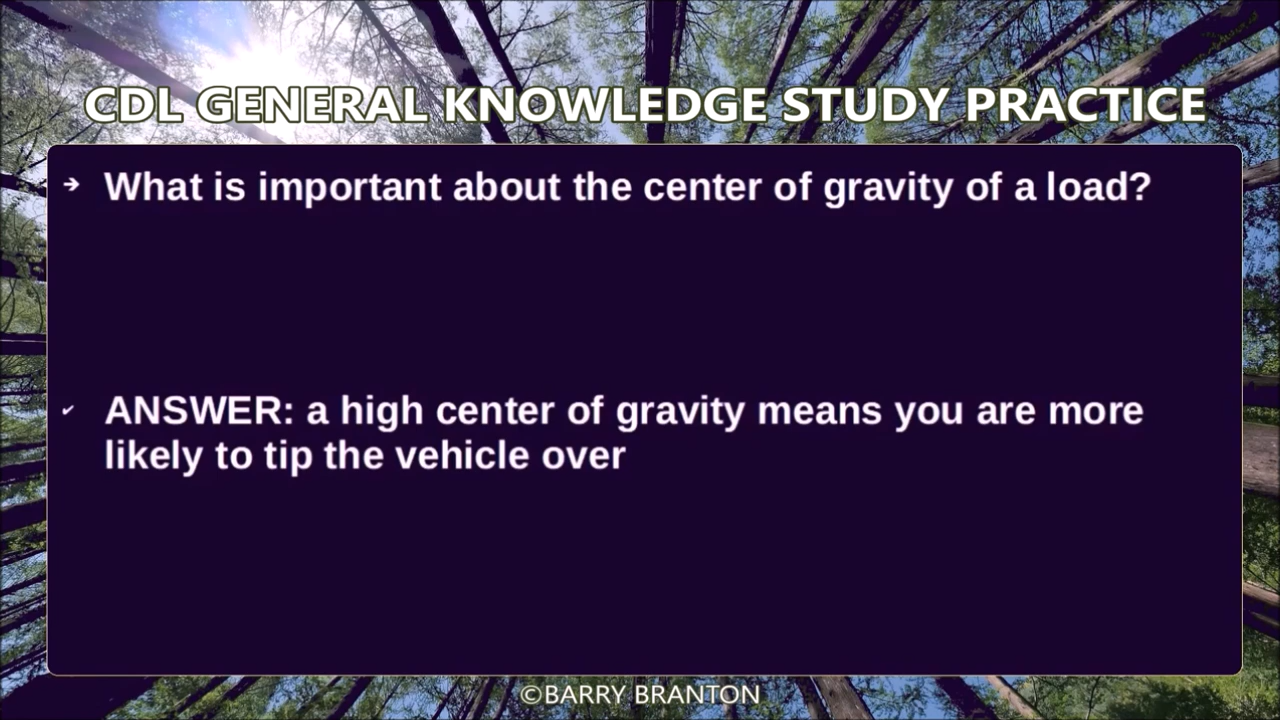 CDL GENERAL KNOWLEDGE STUDY PRACTICE
What is important about the center of gravity of a load?
ANSWER: a high center of gravity means you are more
likely to tip the vehicle over
©BARRY BRANTON